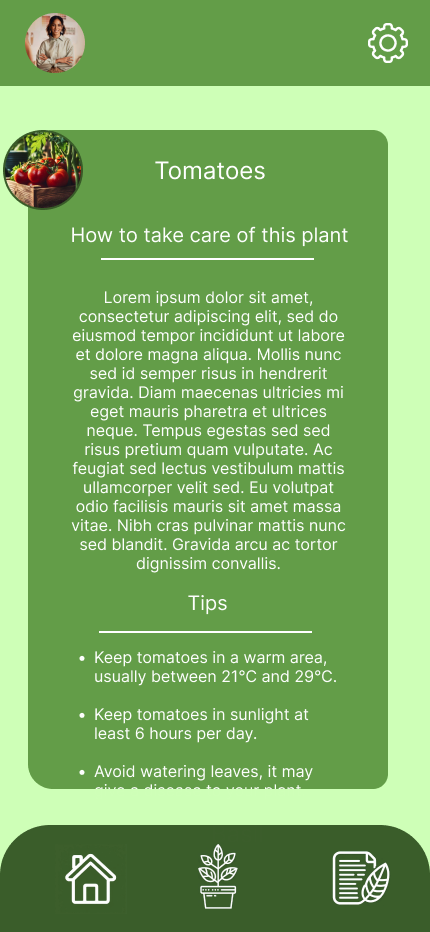 Tomatoes
How to take care of this plant
Lorem ipsum dolor sit amet,
consectetur adipiscing elit, sed do
eiusmod tempor incididunt ut labore
et dolore magna aliqua. Mollis nunc
sed id semper risus in hendrerit
gravida. Diam maecenas ultricies mi
eget mauris pharetra et ultrices
neque. Tempus egestas sed sed
risus pretium quam vulputate. Ac
feugiat sed lectus vestibulum mattis
ullamcorper velit sed. Eu volutpat
odio facilisis mauris sit amet massa
vitae. Nibh cras pulvinar mattis nunc
sed blandit. Gravida arcu ac tortor
dignissim convallis.
Tips
• Keep tomatoes in a warm area,
usually between 21°C and 29°C.
• Keep tomatoes in sunlight at
least 6 hours per day.
• Avoid watering leaves, it may
give a disease to your plant